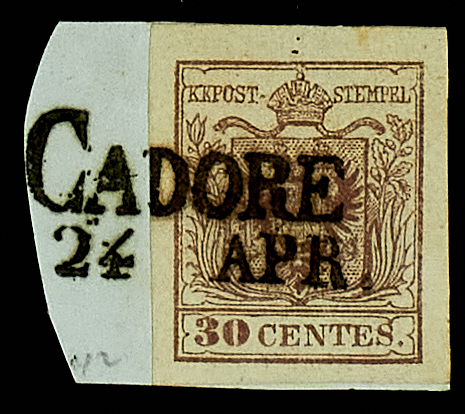 KKPOST-STEMPEL
CADORE
24 APR.
30 CENTES.